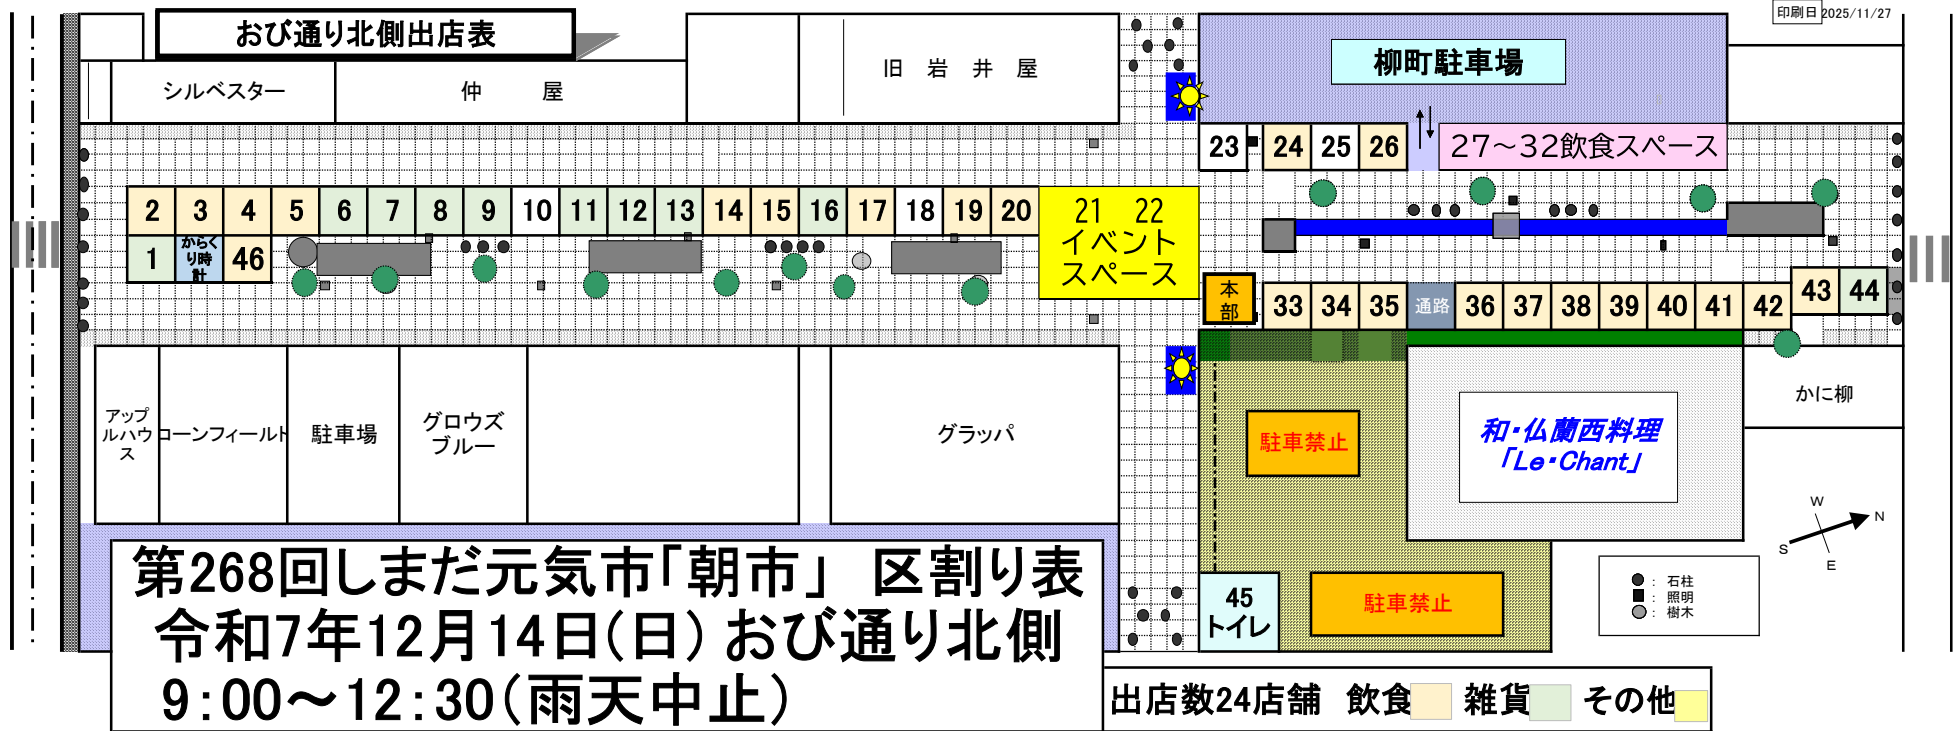 おび通り北側出店表
印刷日 2025/11/27
シルベスター
仲 屋
旧 岩 井 屋
柳町駐車場
23 24 25 26
27～32飲食スペース
2 3 4 5 6 7 8 9 10 11 12 13 14 15 16 17 18 19 20
21 22
イベント
スペース
1
からく
り時
計
46
本
部
33 34 35 通路 36 37 38 39 40 41 42 43 44
アップ
ルハウ
ス
コーンフィールド
駐車場
グロウズ
ブルー
グラッパ
駐車禁止
和・仏蘭西料理
「Le・Chant」
かに柳
W
N
S
E
45
トイレ
駐車禁止
： 石柱
： 照明
： 樹木
第268回しまだ元気市「朝市」 区割り表
令和7年12月14日(日) おび通り北側
9：00～12：30(雨天中止)
出店数24店舗 飲食 雑貨 その他